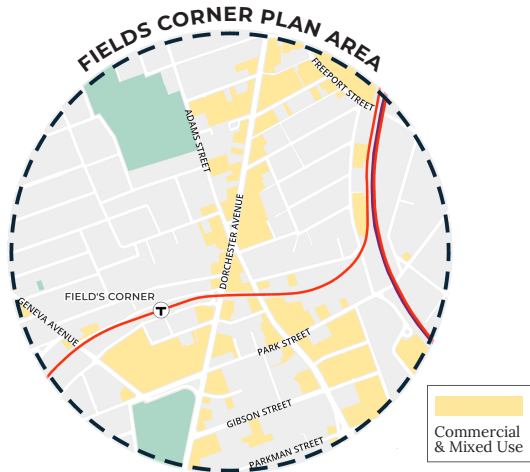 FIELDS CORNER PLAN AREA
FREEPORT STREET
ADAMS STREET
DORCHESTER AVENUE
FIELD'S CORNER
T
GENEVA AVENUE
PARK STREET
GIBSON STREET
PARKMAN STREET
Commercial
& Mixed Use